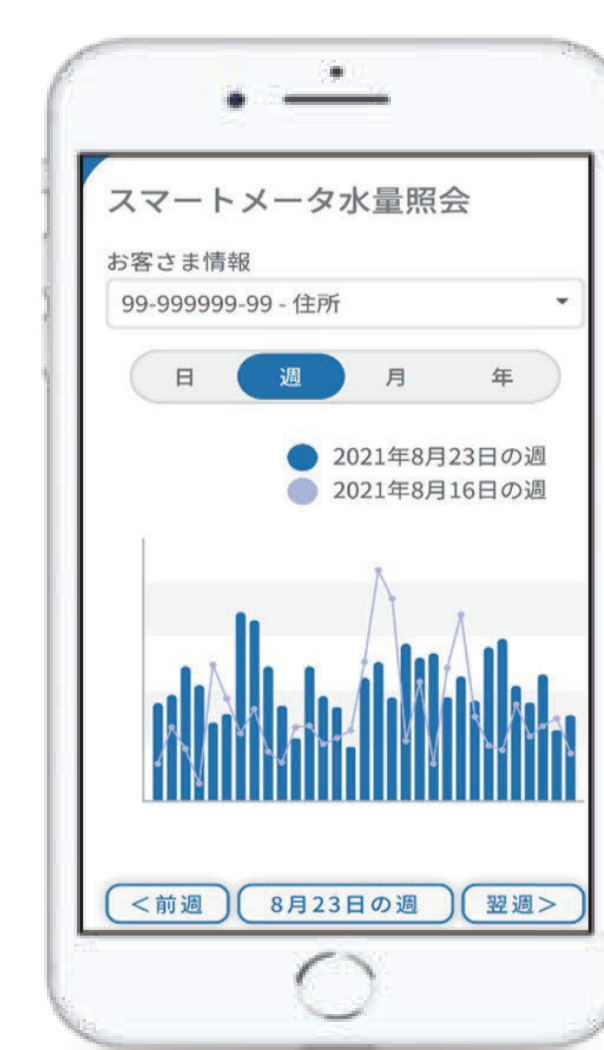 スマートメータ水量照会
お客さま情報
99-999999-99 - 住所
日 週 月 年
2021年8月23日の週
2021年8月16日の週
<前週 8月23日の週 翌週>